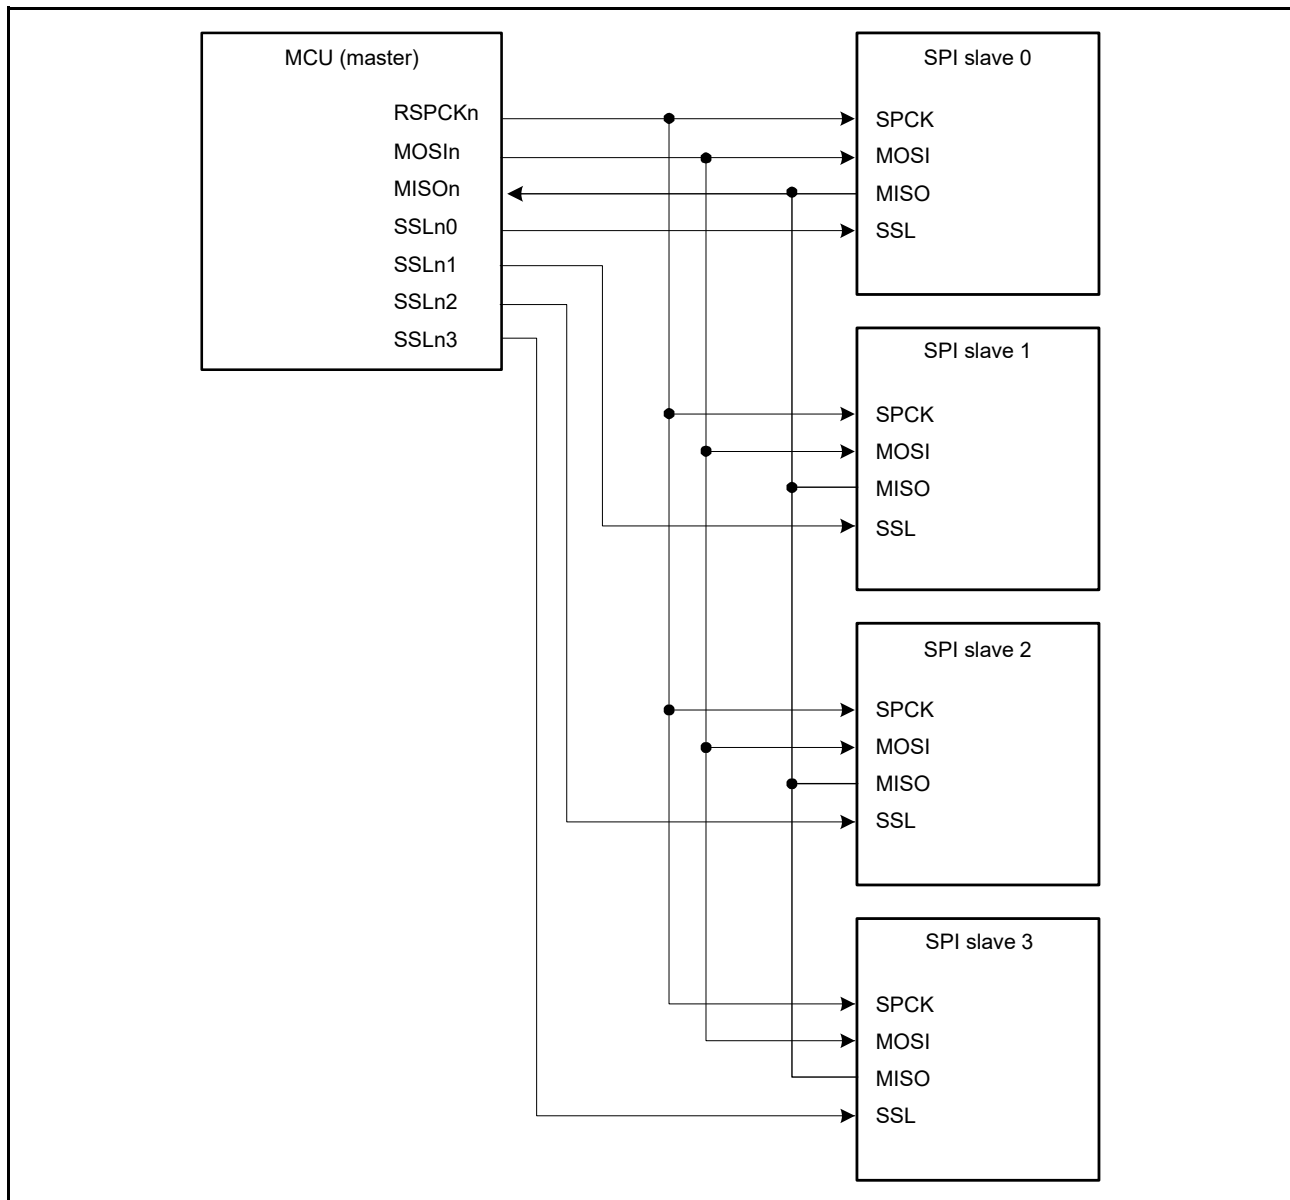 MCU (master)
RSPCKn
MOSIn
MISOn
SSLn0
SSLn1
SSLn2
SSLn3
SPI slave 0
SPCK
MOSI
MISO
SSL
SPI slave 1
SPCK
MOSI
MISO
SSL
SPI slave 2
SPCK
MOSI
MISO
SSL
SPI slave 3
SPCK
MOSI
MISO
SSL